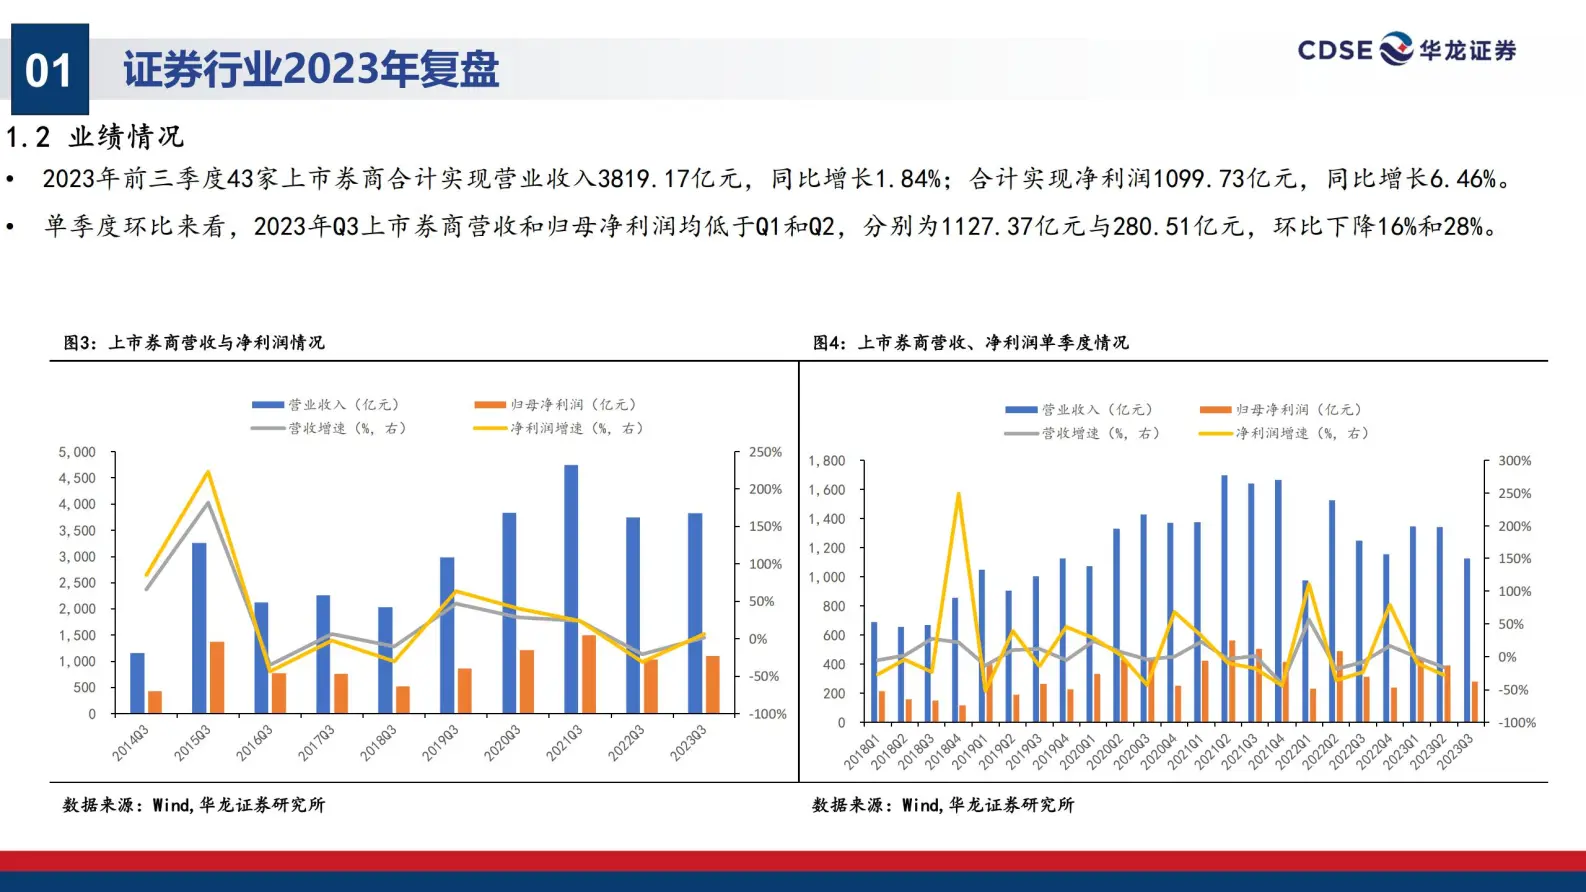 01
证券行业2023年复盘
CDSE 华龙证券
1.2 业绩情况
• 2023年前三季度43家上市券商合计实现营业收入3819.17亿元，同比增长1.84%；合计实现净利润1099.73亿元，同比增长6.46%。
• 单季度环比来看，2023年Q3上市券商营收和归母净利润均低于Q1和Q2，分别为1127.37亿元与280.51亿元，环比下降16%和28%。
图3：上市券商营收与净利润情况
营业收入（亿元）
归母净利润（亿元）
营收增速（%，右）
净利润增速（%，右）
5,000
4,500
4,000
3,500
3,000
2,500
2,000
1,500
1,000
500
0
250%
200%
150%
100%
50%
0%
-50%
-100%
2014Q3
2015Q3
2016Q3
2017Q3
2018Q3
2019Q3
2020Q3
2021Q3
2022Q3
2023Q3
数据来源：Wind,华龙证券研究所
图4：上市券商营收、净利润单季度情况
营业收入（亿元）
归母净利润（亿元）
营收增速（%，右）
净利润增速（%，右）
1,800
1,600
1,400
1,200
1,000
800
600
400
200
0
300%
250%
200%
150%
100%
50%
0%
-50%
-100%
2018Q1
2018Q2
2018Q3
2018Q4
2019Q1
2019Q2
2019Q3
2019Q4
2020Q1
2020Q2
2020Q3
2020Q4
2021Q1
2021Q2
2021Q3
2021Q4
2022Q1
2022Q2
2022Q3
2022Q4
2023Q1
2023Q2
2023Q3
数据来源：Wind,华龙证券研究所